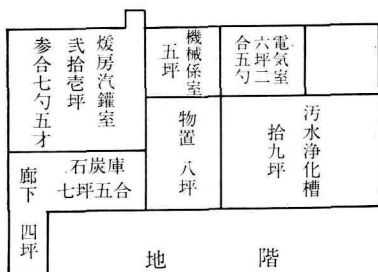 煖房汽鑵室
弐拾壱坪
参合七勺五才
機械係室
五坪
電気室
六坪二
合五勺
物置 八坪
汚水浄化槽
拾九坪
石炭庫
七坪五合
廊下 四坪
地階